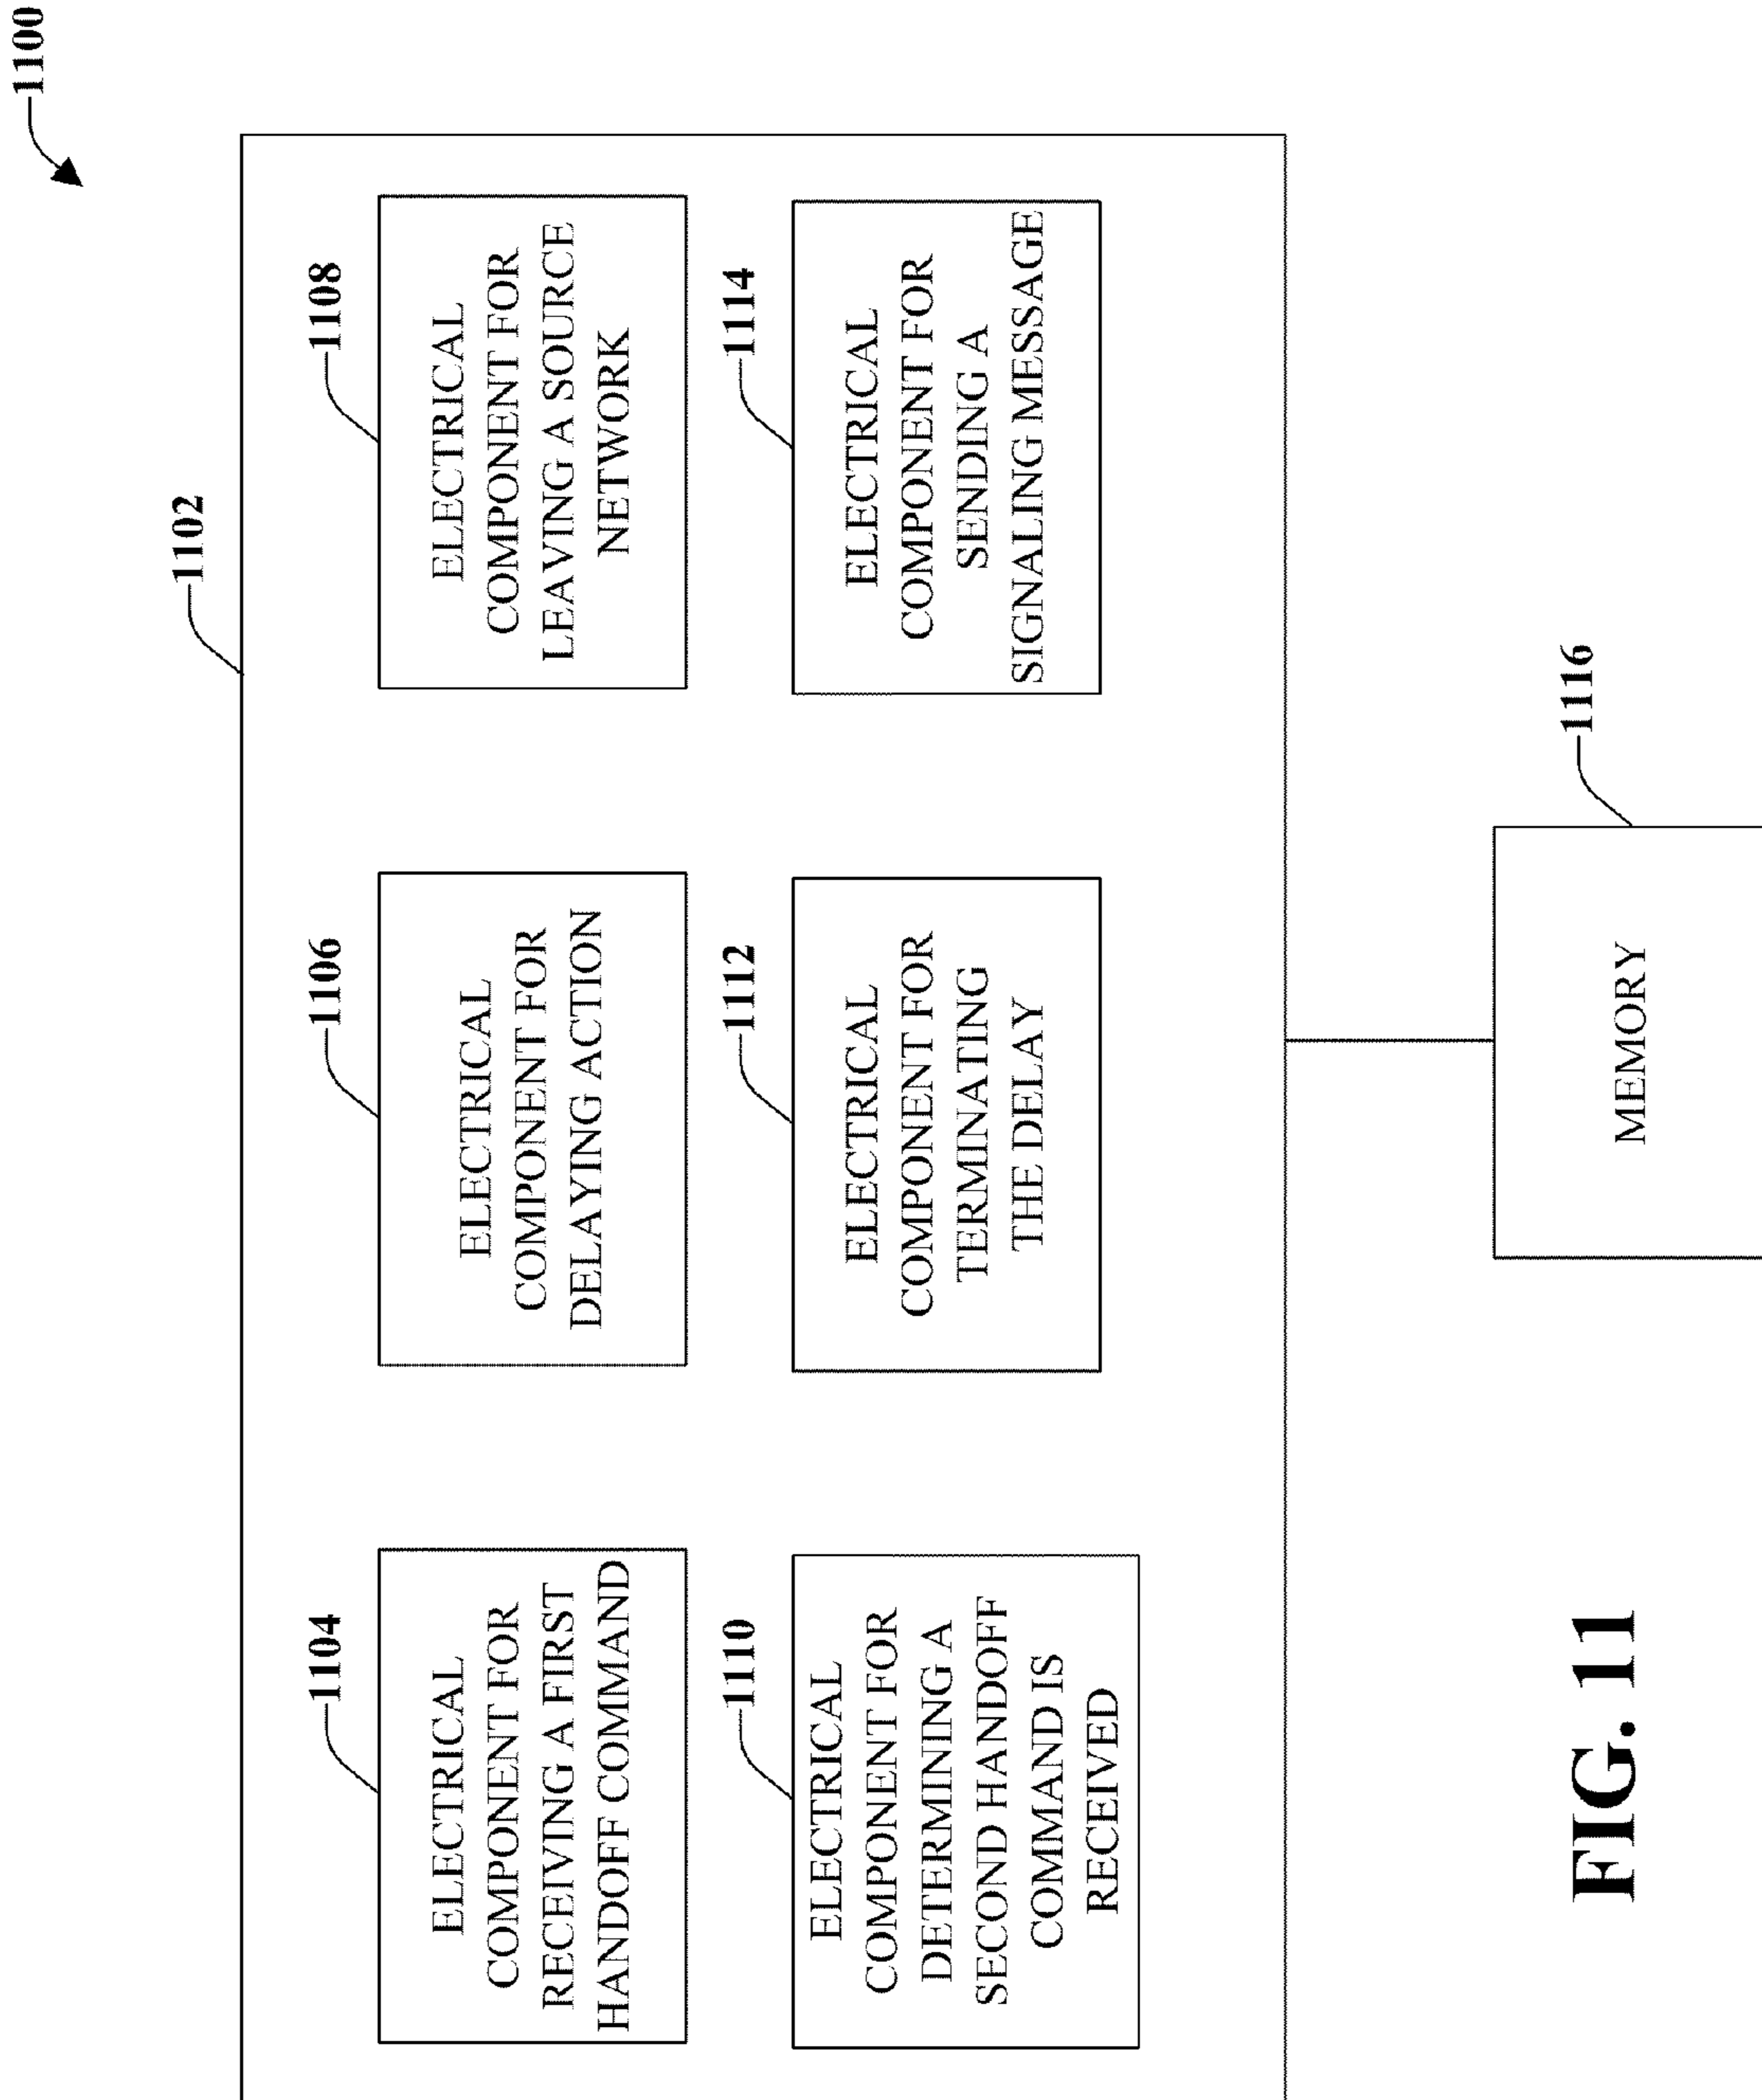 1100
1102
1104
ELECTRICAL
COMPONENT FOR
RECEIVING A FIRST
HANDOFF COMMAND
1106
ELECTRICAL
COMPONENT FOR
DELAYING ACTION
1108
ELECTRICAL
COMPONENT FOR
LEAVING A SOURCE
NETWORK
1110
ELECTRICAL
COMPONENT FOR
DETERMINING A
SECOND HANDOFF
COMMAND IS
RECEIVED
1112
ELECTRICAL
COMPONENT FOR
TERMINATING
THE DELAY
1114
ELECTRICAL
COMPONENT FOR
SENDING A
SIGNALING MESSAGE
1116
MEMORY
FIG. 11